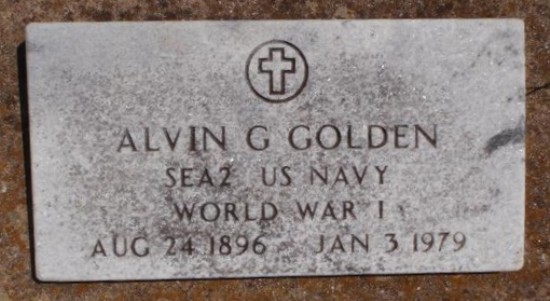 ALVIN G GOLDEN
SEA2 US NAVY
WORLD WAR I
AUG 24 1896 JAN 3 1979